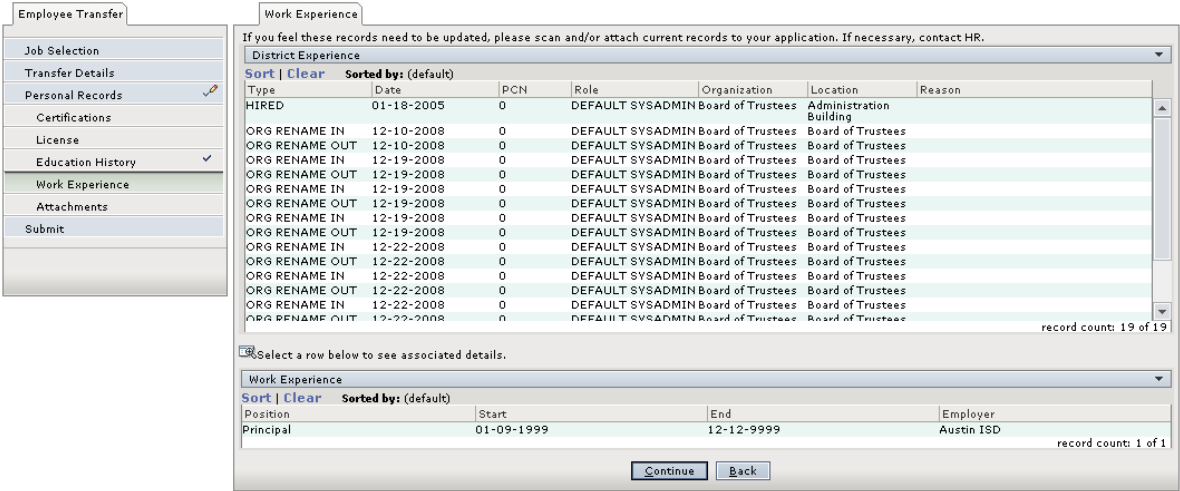 Employee Transfer
Job Selection
Transfer Details
Personal Records
Certifications
License
Education History
Work Experience
Attachments
Submit
Work Experience
If you feel these records need to be updated, please scan and/or attach current records to your application. If necessary, contact HR.
District Experience
Sort | Clear Sorted by: (default)
Type Date PCN Role Organization Location Reason
HIRED 01-18-2005 0 DEFAULT SYSADMIN Board of Trustees Administration
Building
ORG RENAME IN 12-10-2008 0 DEFAULT SYSADMIN Board of Trustees Board of Trustees
ORG RENAME OUT 12-10-2008 0 DEFAULT SYSADMIN Board of Trustees Board of Trustees
ORG RENAME IN 12-19-2008 0 DEFAULT SYSADMIN Board of Trustees Board of Trustees
ORG RENAME OUT 12-19-2008 0 DEFAULT SYSADMIN Board of Trustees Board of Trustees
ORG RENAME IN 12-19-2008 0 DEFAULT SYSADMIN Board of Trustees Board of Trustees
ORG RENAME OUT 12-19-2008 0 DEFAULT SYSADMIN Board of Trustees Board of Trustees
ORG RENAME IN 12-19-2008 0 DEFAULT SYSADMIN Board of Trustees Board of Trustees
ORG RENAME OUT 12-19-2008 0 DEFAULT SYSADMIN Board of Trustees Board of Trustees
ORG RENAME IN 12-22-2008 0 DEFAULT SYSADMIN Board of Trustees Board of Trustees
ORG RENAME OUT 12-22-2008 0 DEFAULT SYSADMIN Board of Trustees Board of Trustees
ORG RENAME IN 12-22-2008 0 DEFAULT SYSADMIN Board of Trustees Board of Trustees
ORG RENAME OUT 12-22-2008 0 DEFAULT SYSADMIN Board of Trustees Board of Trustees
ORG RENAME IN 12-22-2008 0 DEFAULT SYSADMIN Board of Trustees Board of Trustees
ORG RENAME OUT 12-22-2008 0 DEFAULT SYSADMIN Board of Trustees Board of Trustees
record count: 19 of 19
Select a row below to see associated details.
Work Experience
Sort | Clear Sorted by: (default)
Position Start End Employer
Principal 01-09-1999 12-12-9999 Austin ISD
record count: 1 of 1
Continue Back